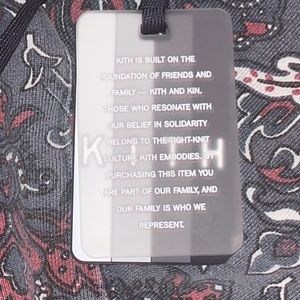 KITH IS BUILT ON THE
FOUNDATION OF FRIENDS AND
FAMILY — KITH AND KIN.
THOSE WHO RESONATE WITH
OUR BELIEF IN SOLIDARITY
BELONG TO THE TIGHT-KNIT
KITH
CULTURE KITH EMBODIES. BY
PURCHASING THIS ITEM YOU
ARE PART OF OUR FAMILY, AND
OUR FAMILY IS WHO WE
REPRESENT.